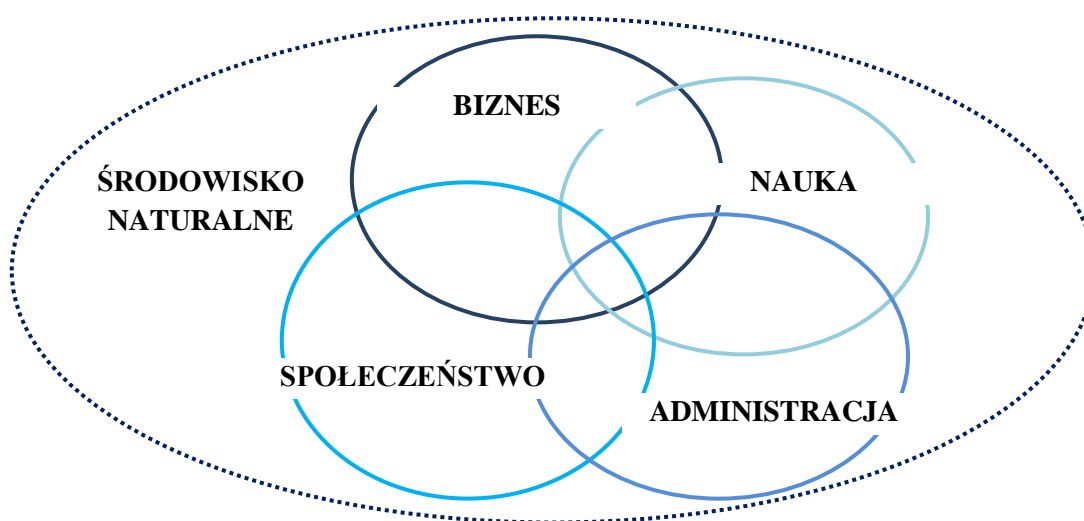 BIZNES
ŚRODOWISKO
NATURALNE
NAUKA
SPOŁECZEŃSTWO
ADMINISTRACJA